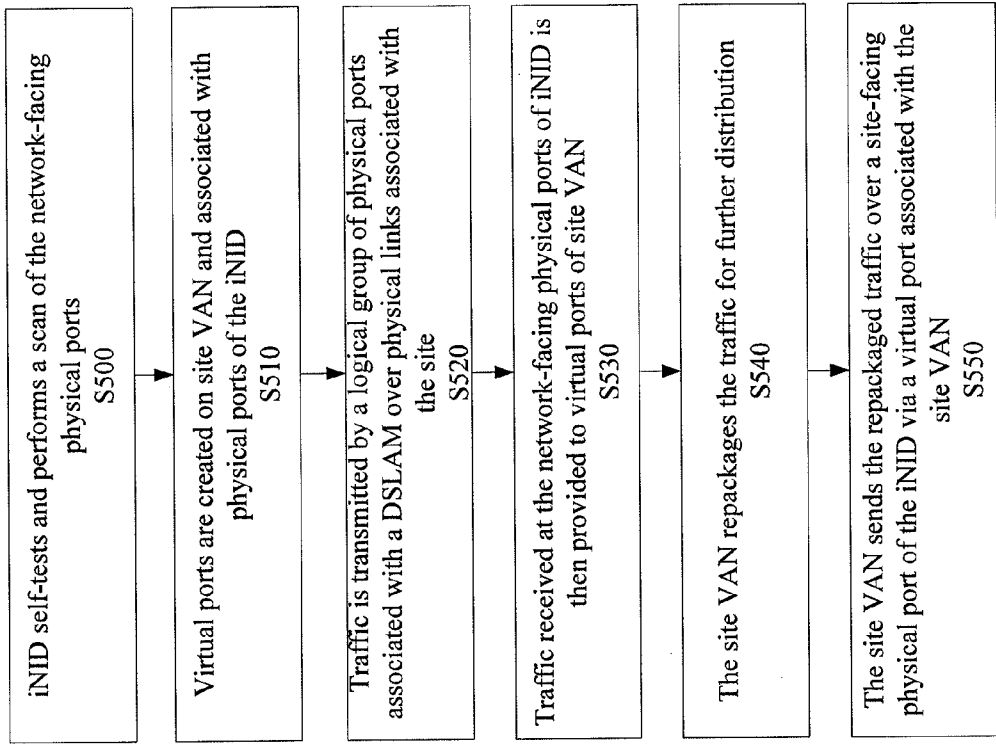 iNID self-tests and performs a scan of the network-facing
physical ports
S500
Virtual ports are created on site VAN and associated with
physical ports of the iNID
S510
Traffic is transmitted by a logical group of physical ports
associated with a DSLAM over physical links associated with
the site
S520
Traffic received at the network-facing physical ports of iNID is
then provided to virtual ports of site VAN
S530
The site VAN repackages the traffic for further distribution
S540
The site VAN sends the repackaged traffic over a site-facing
physical port of the iNID via a virtual port associated with the
site VAN
S550